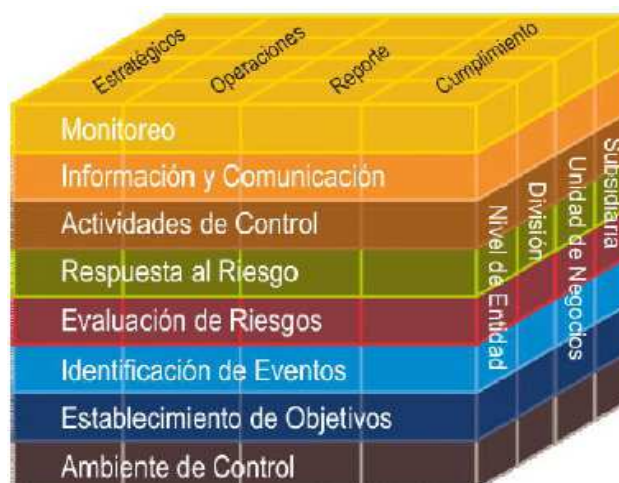 Estratégicos
Operaciones
Reporte
Cumplimiento
Monitoreo
Información y Comunicación
Actividades de Control
Respuesta al Riesgo
Evaluación de Riesgos
Identificación de Eventos
Establecimiento de Objetivos
Ambiente de Control
Nivel de Entidad
División
Unidad de Negocios
Subsidiaria